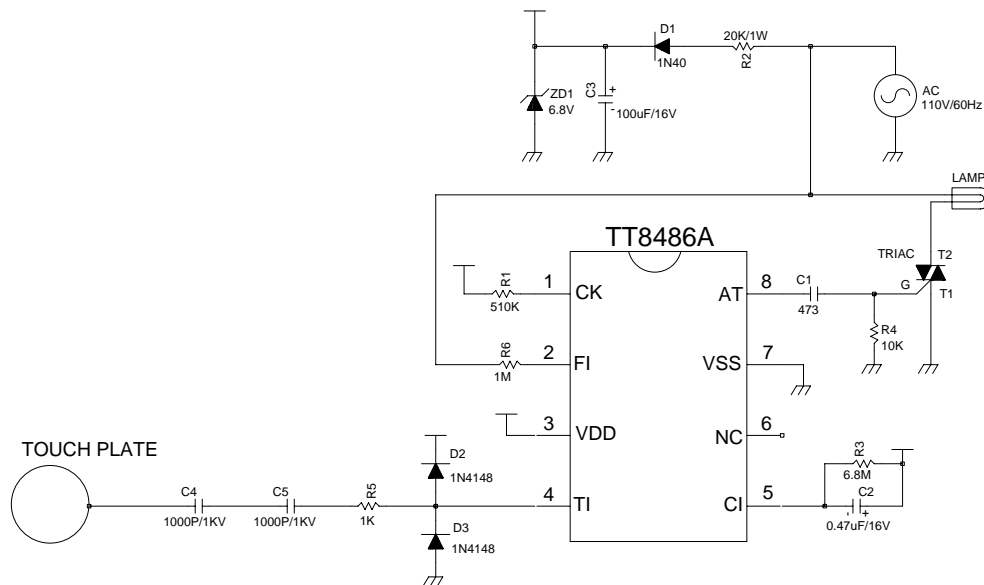 D1
1N40
20K/1W
R2
ZD1
6.8V
C3
+
-
100uF/16V
AC
110V/60Hz
LAMP
TT8486A
TRIAC
T2
G
T1
R1
510K
1
CK
AT
8
C1
473
R4
10K
R6
1M
2
FI
VSS
7
3
VDD
NC
6
TOUCH PLATE
D2
1N4148
R3
6.8M
C4
1000P/1KV
C5
1000P/1KV
R5
1K
4
TI
CI
5
C2
-
+
0.47uF/16V
D3
1N4148